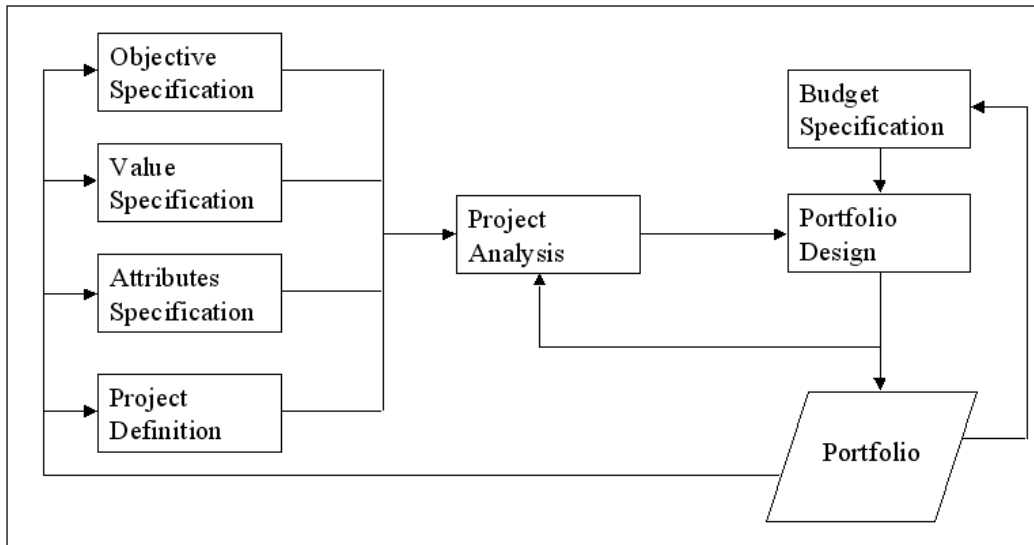 Objective
Specification
Value
Specification
Attributes
Specification
Project
Definition
Project
Analysis
Budget
Specification
Portfolio
Design
Portfolio